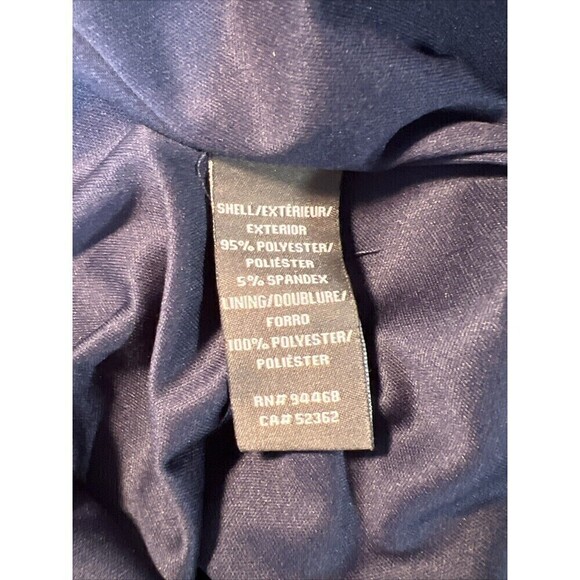 SHELL/EXTÉRIEUR/
EXTERIOR
95% POLYESTER/
POLIÉSTER
5% SPANDEX
LINING/DOUBLURE/
FORRO
100% POLYESTER/
POLIÉSTER
RN# 94468
CA# 52362